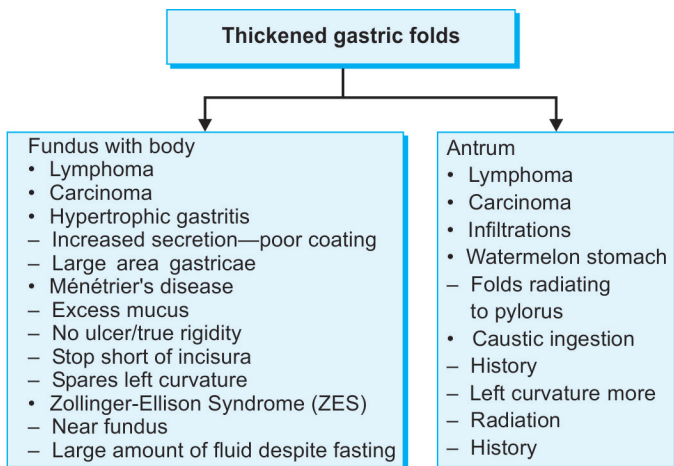 Thickened gastric folds
Fundus with body
• Lymphoma
• Carcinoma
• Hypertrophic gastritis
– Increased secretion—poor coating
– Large area gastricae
• Ménétrier's disease
– Excess mucus
– No ulcer/true rigidity
– Stop short of incisura
– Spares left curvature
• Zollinger-Ellison Syndrome (ZES)
– Near fundus
– Large amount of fluid despite fasting
Antrum
• Lymphoma
• Carcinoma
• Infiltrations
• Watermelon stomach
– Folds radiating
to pylorus
• Caustic ingestion
– History
– Left curvature more
– Radiation
– History